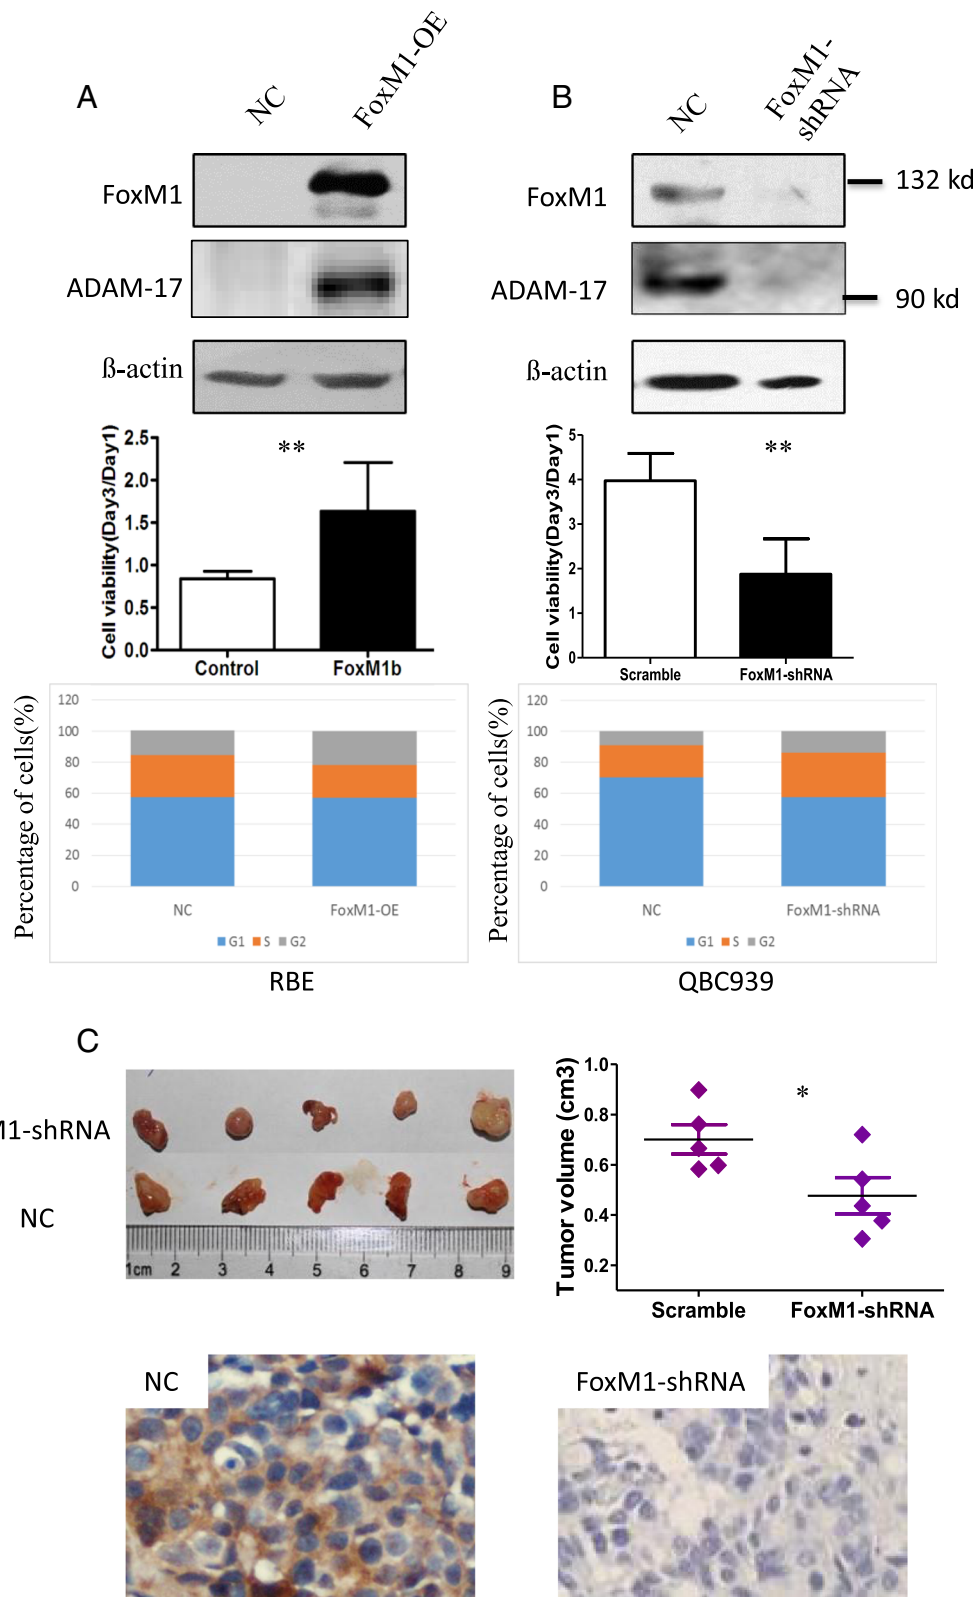 A
NC
FoxM1-OE
FoxM1
ADAM-17
ß-actin
Cell viability(Day3/Day1)
2.5
2.0
1.5
1.0
0.5
0.0
**
Control
FoxM1b
Percentage of cells(%)
120
100
80
60
40
20
0
NC
FoxM1-OE
G1
S
G2
RBE
B
NC
FoxM1-
shRNA
FoxM1
132 kd
ADAM-17
90 kd
ß-actin
Cell viability(Day3/Day1)
5
4
3
2
1
0
**
Scramble
FoxM1-shRNA
Percentage of cells(%)
120
100
80
60
40
20
0
NC
FoxM1-shRNA
G1
S
G2
QBC939
C
M1-shRNA
NC
1cm 2 3 4 5 6 7 8 9
Tumor volume (cm3)
1.0
0.8
0.6
0.4
0.2
*
Scramble
FoxM1-shRNA
NC
FoxM1-shRNA